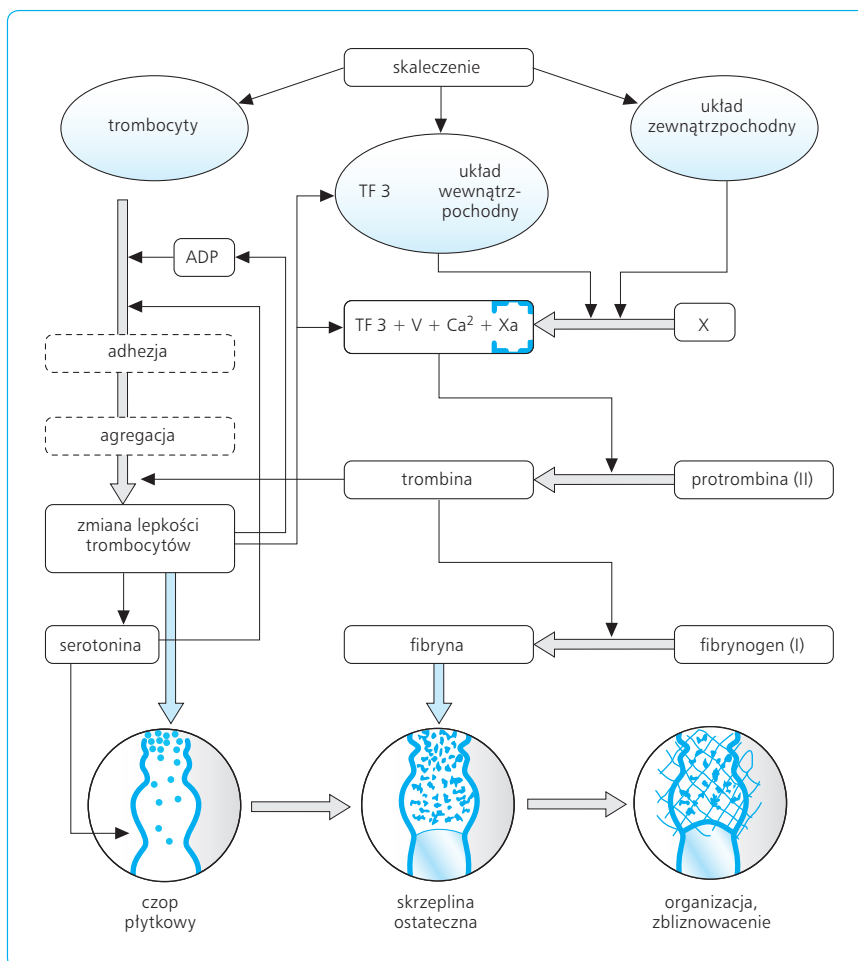 skaleczenie
trombocyty
układ
zewnątrzpochodny
TF 3
układ
wewnątrz-
pochodny
ADP
TF 3 + V + Ca² + Xa
X
adhezja
agregacja
trombina
protrombina (II)
zmiana lepkości
trombocytów
serotonina
fibryna
fibrynogen (I)
czop
płytkowy
skrzeplina
ostateczna
organizacja,
zbliznowacenie